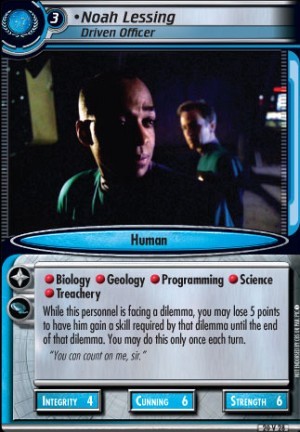 3
•Noah Lessing
Driven Officer
Human
Biology Geology Programming Science
Treachery
While this personnel is facing a dilemma, you may lose 5 points
to have him gain a skill required by that dilemma until the end
of that dilemma. You may do this only once each turn.
"You can count on me, sir."
INTEGRITY 4 CUNNING 6 STRENGTH 6